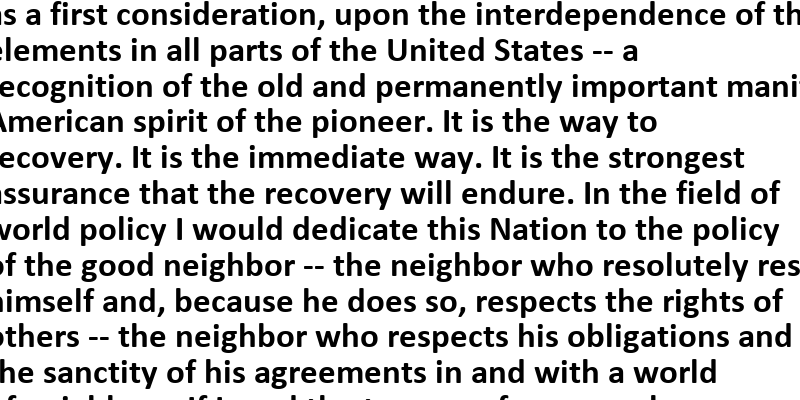 as a first consideration, upon the interdependence of th
elements in all parts of the United States -- a
recognition of the old and permanently important mani
American spirit of the pioneer. It is the way to
recovery. It is the immediate way. It is the strongest
assurance that the recovery will endure. In the field of
world policy I would dedicate this Nation to the policy
of the good neighbor -- the neighbor who resolutely res
himself and, because he does so, respects the rights of
others -- the neighbor who respects his obligations and
the sanctity of his agreements in and with a world